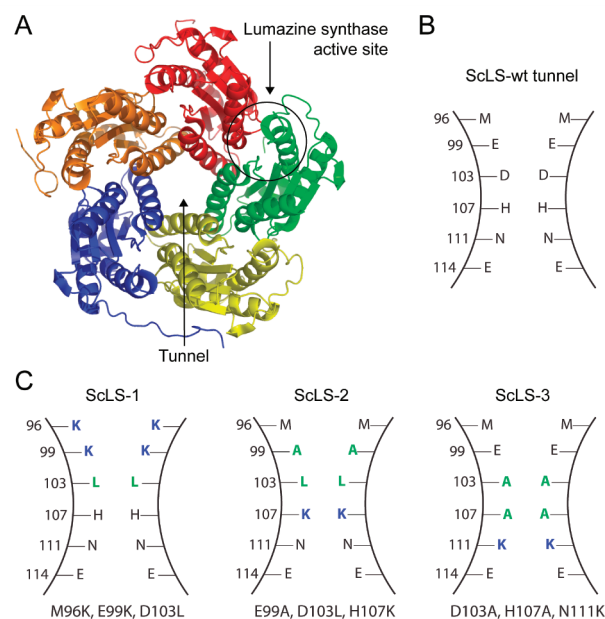 A
Lumazine synthase
active site
Tunnel
B
ScLS-wt tunnel
96 M M
99 E E
103 D D
107 H H
111 N N
114 E E
C
ScLS-1
96 K K
99 K K
103 L L
107 H H
111 N N
114 E E
M96K, E99K, D103L
ScLS-2
96 M M
99 A A
103 L L
107 K K
111 N N
114 E E
E99A, D103L, H107K
ScLS-3
96 M M
99 E E
103 A A
107 A A
111 K K
114 E E
D103A, H107A, N111K